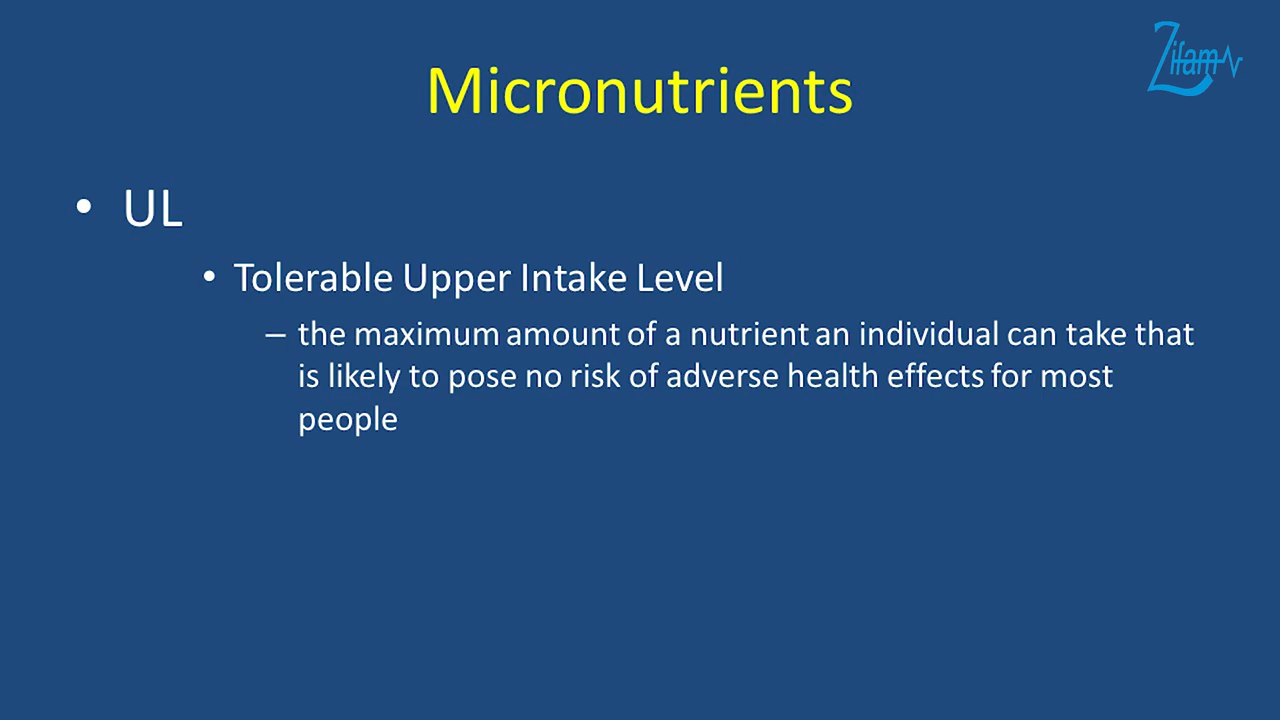 Zifam
Micronutrients
• UL
• Tolerable Upper Intake Level
– the maximum amount of a nutrient an individual can take that
is likely to pose no risk of adverse health effects for most
people